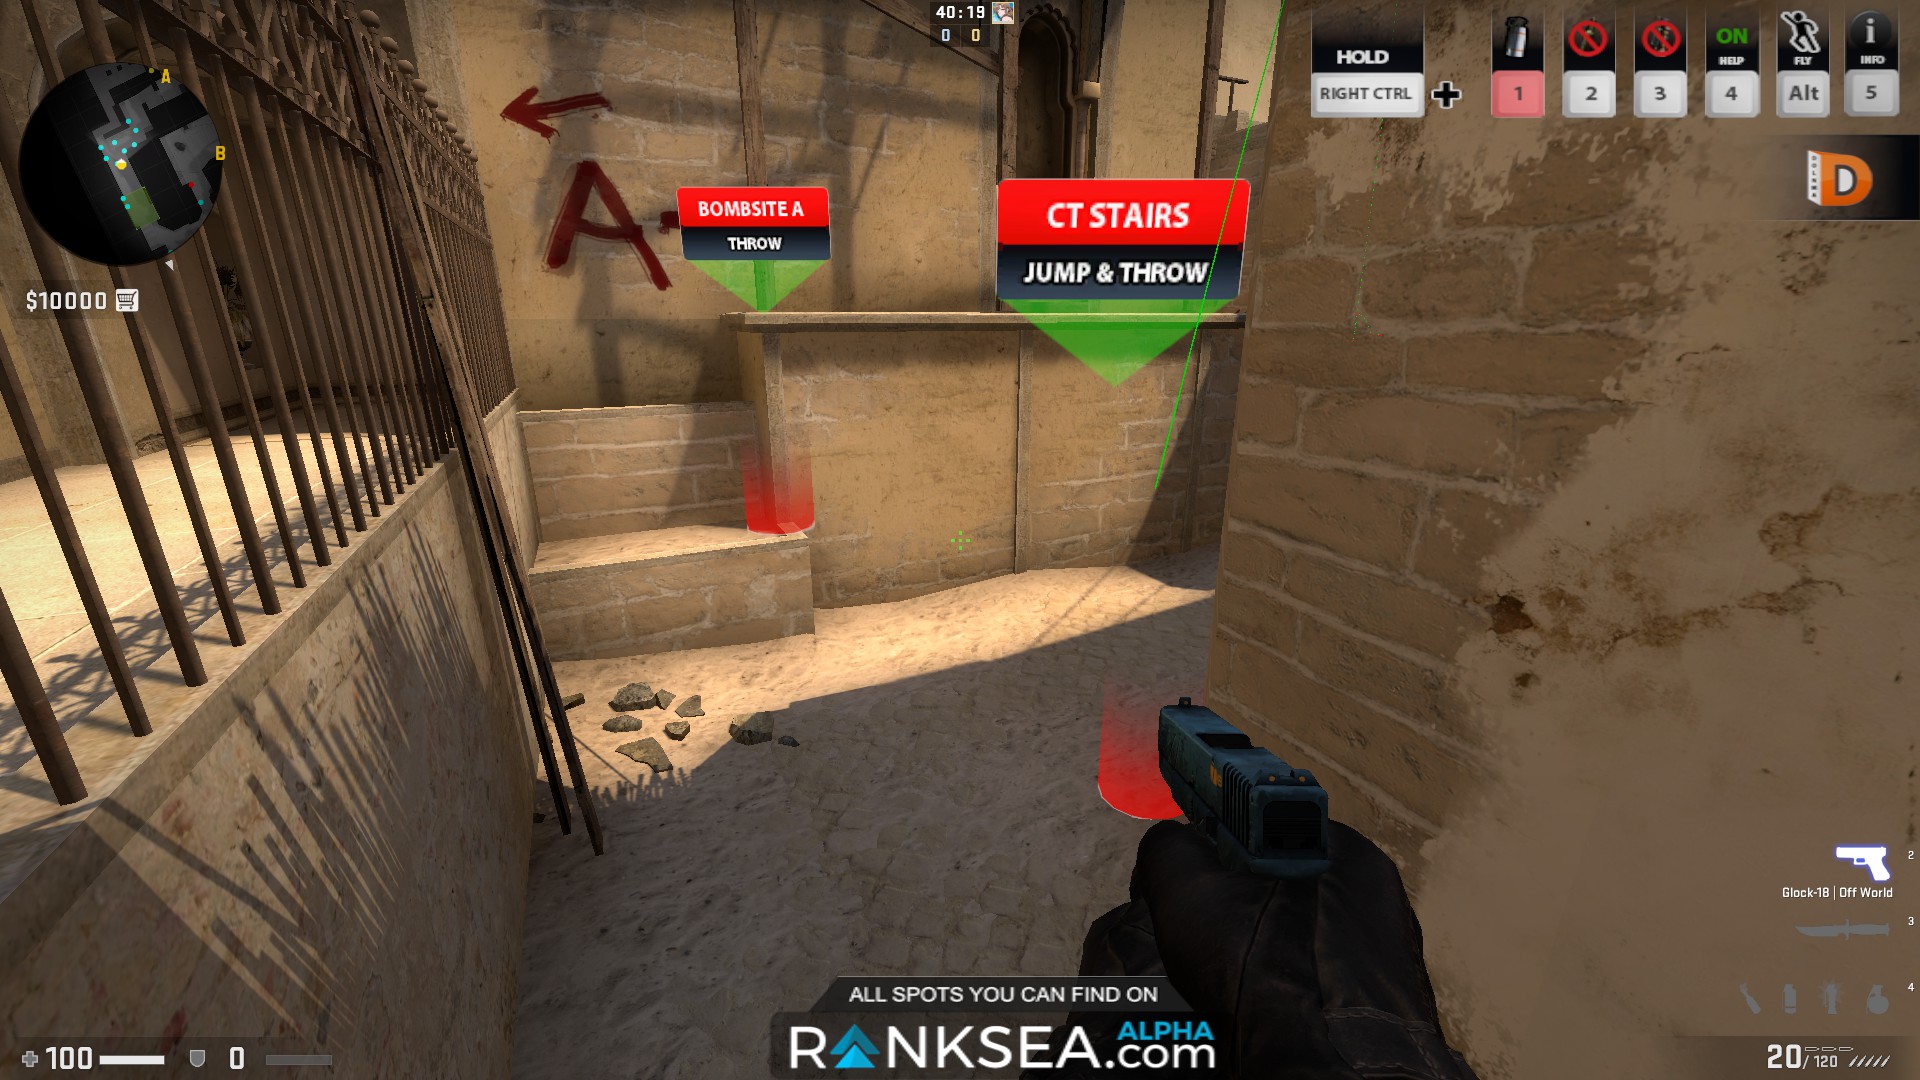 40:19
0 0
A
B
$10000
HOLD
RIGHT CTRL
1
2
3
ON
HELP
4
FLY
Alt
i
INFO
5
D
A
BOMBSITE A
THROW
CT STAIRS
JUMP & THROW
2
Glock-18 | Off World
3
4
ALL SPOTS YOU CAN FIND ON
RANKSEA.com
ALPHA
100
0
20/ 120